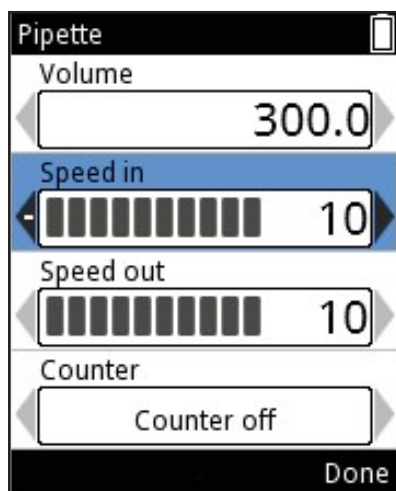 Pipette
Volume
300.0
Speed in
- 10
Speed out
10
Counter
Counter off
Done